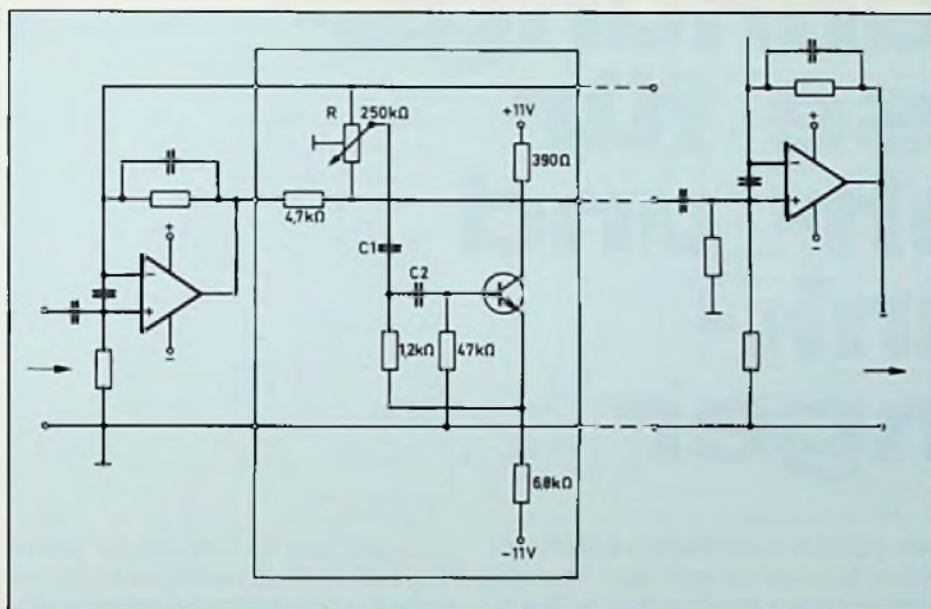 R 250kΩ
+11V
390Ω
4,7kΩ
C1
C2
1,2kΩ
47kΩ
6,8kΩ
-11V
+
-
-
+
+
-
-
+